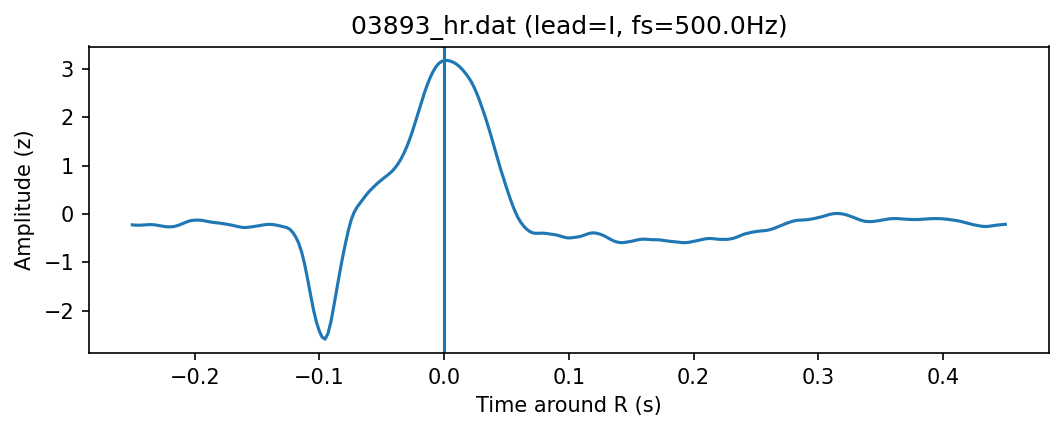 03893_hr.dat (lead=I, fs=500.0Hz)
Amplitude (z)
3
2
1
0
−1
−2
−0.2 −0.1 0.0 0.1 0.2 0.3 0.4
Time around R (s)